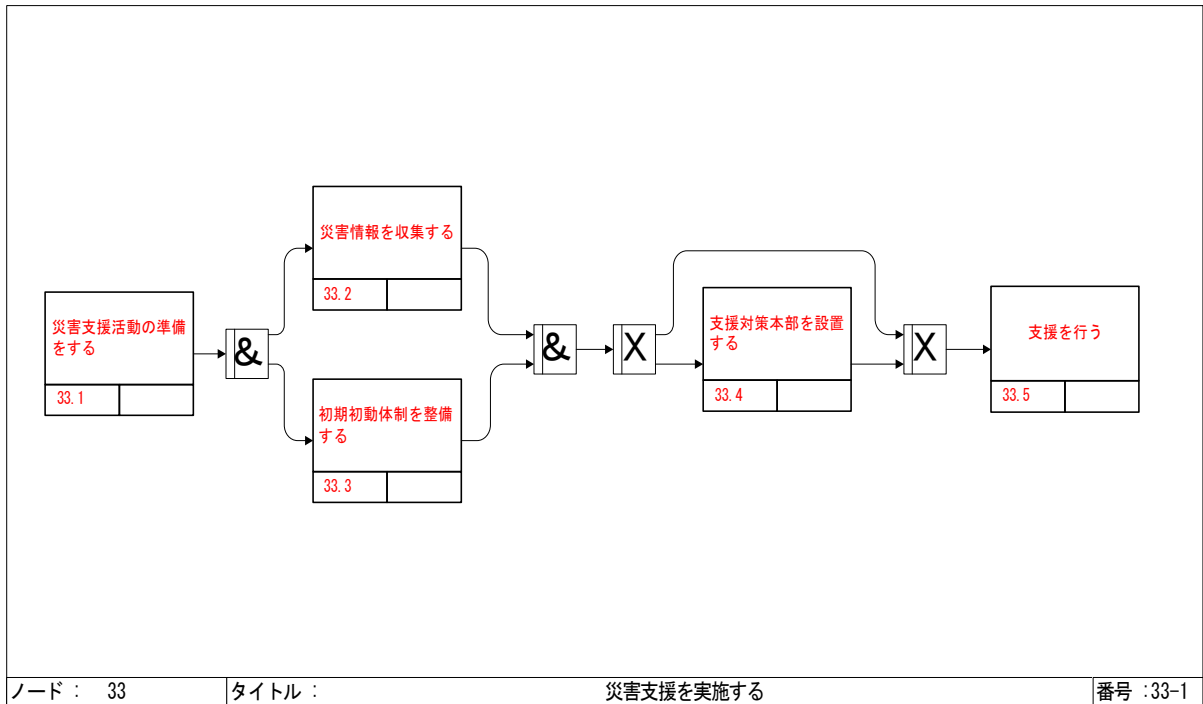 災害情報を収集する
33.2
災害支援活動の準備
をする
33.1
&
初期初動体制を整備
する
33.3
&
X
支援対策本部を設置
する
33.4
X
支援を行う
33.5
ノード： 33
タイトル：
災害支援を実施する
番号:33-1